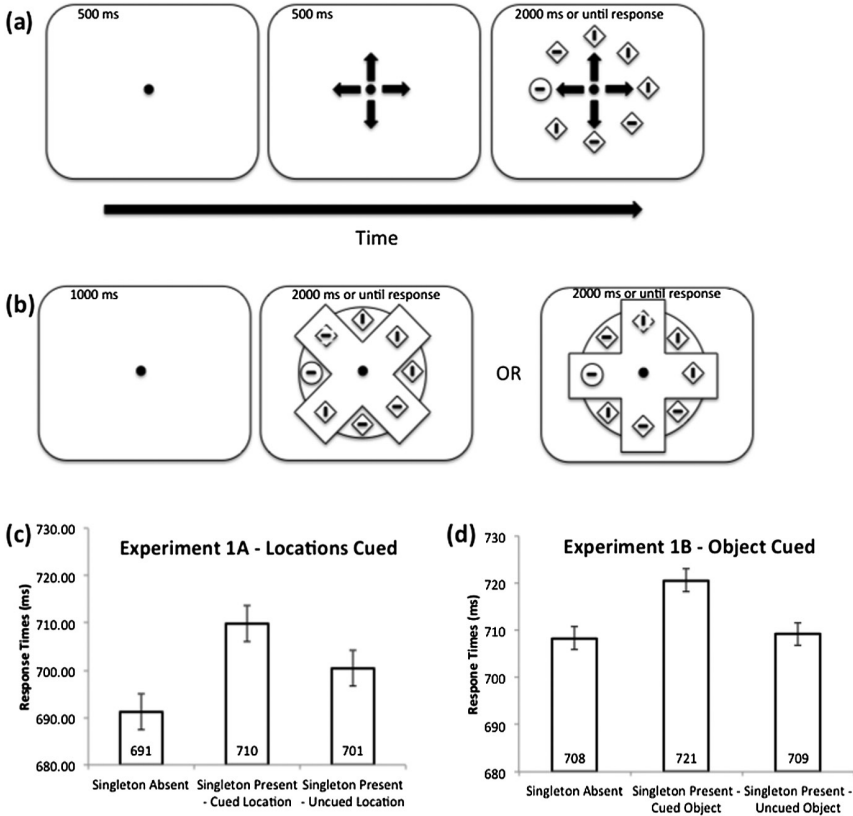 (a)
500 ms
500 ms
2000 ms or until response
Time
(b)
1000 ms
2000 ms or until response
OR
2000 ms or until response
(c)
Experiment 1A - Locations Cued
Response Times (ms)
730.00
720.00
710.00
700.00
690.00
680.00
691
710
701
Singleton Absent
Singleton Present
- Cued Location
Singleton Present
- Uncued Location
(d)
Experiment 1B - Object Cued
Respone Times (ms)
730
720
710
700
690
680
708
721
709
Singleton Absent
Singleton Present -
Cued Object
Singleton Present -
Uncued Object